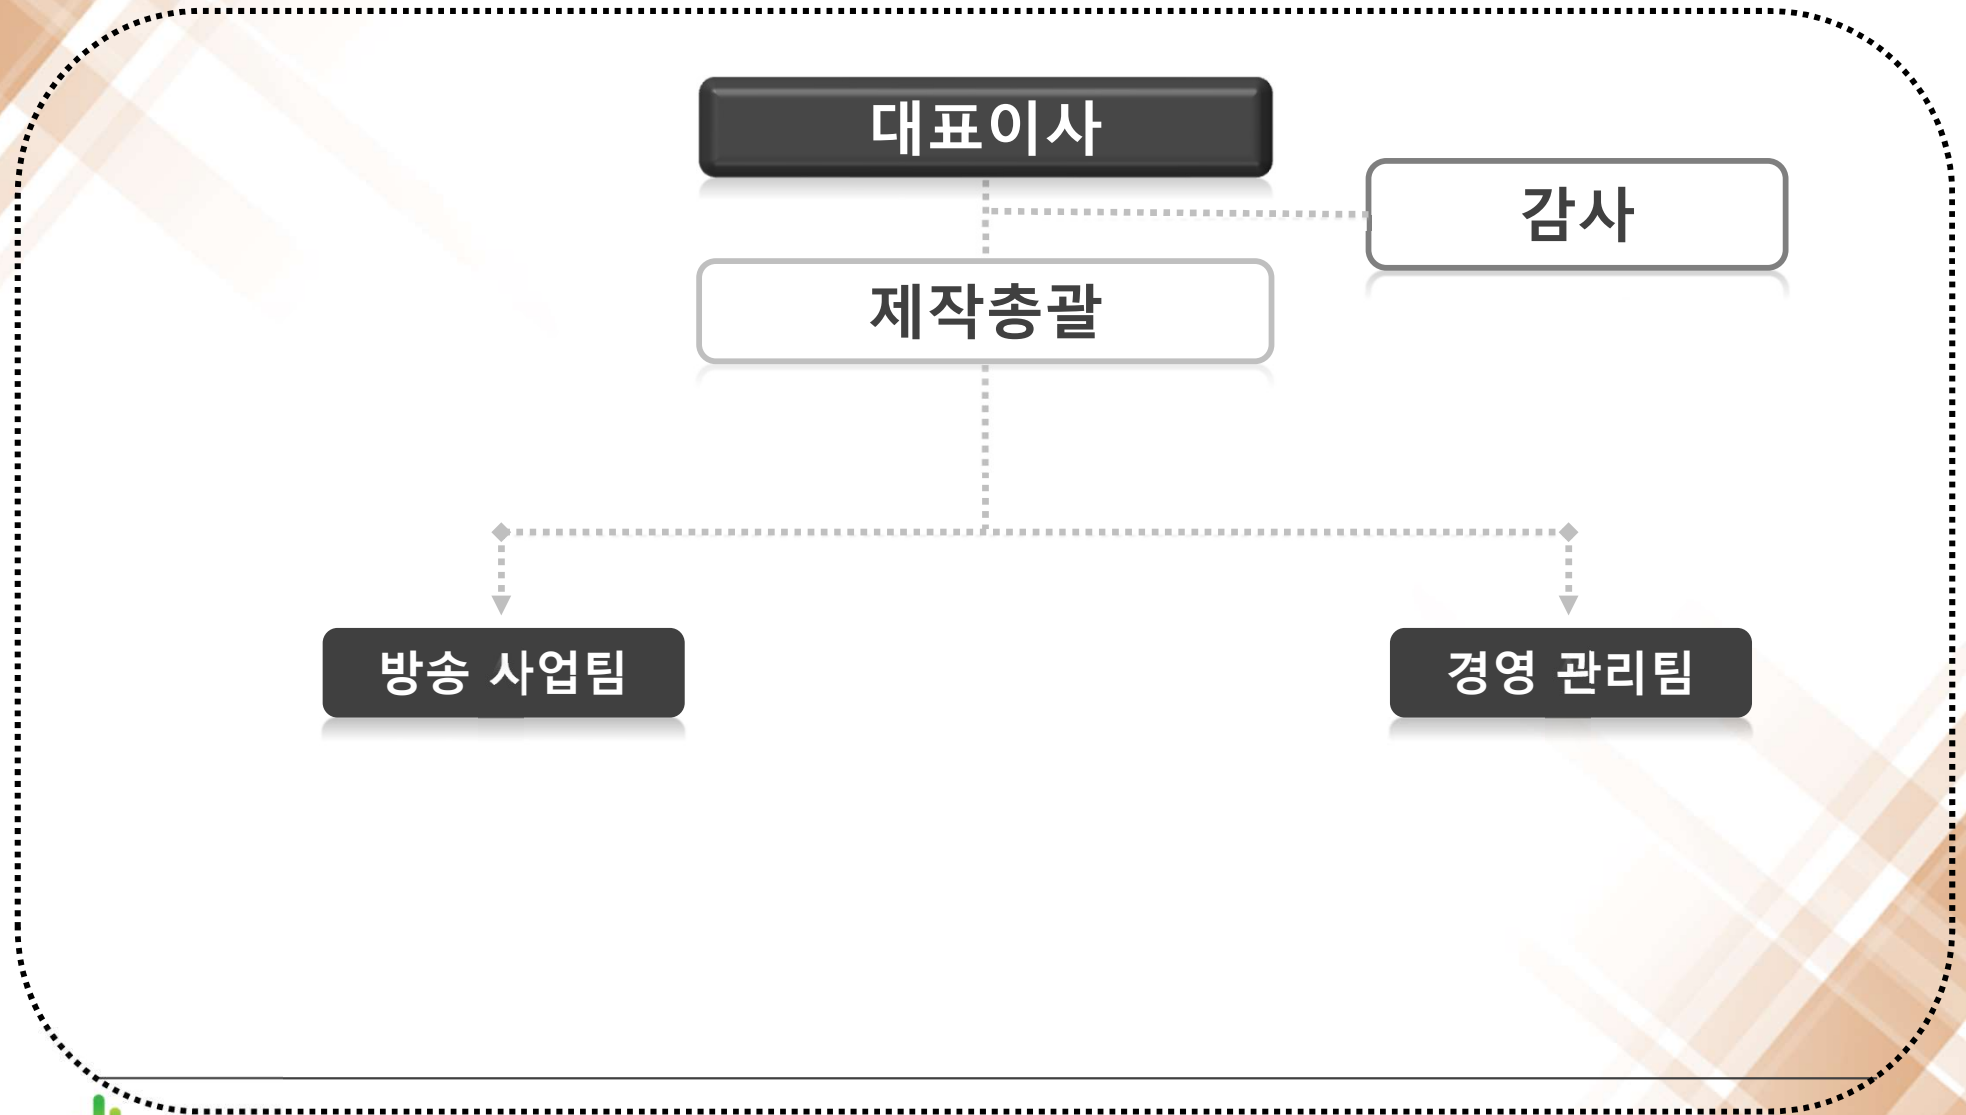 대표이사
감사
제작총괄
방송 사업팀
경영 관리팀